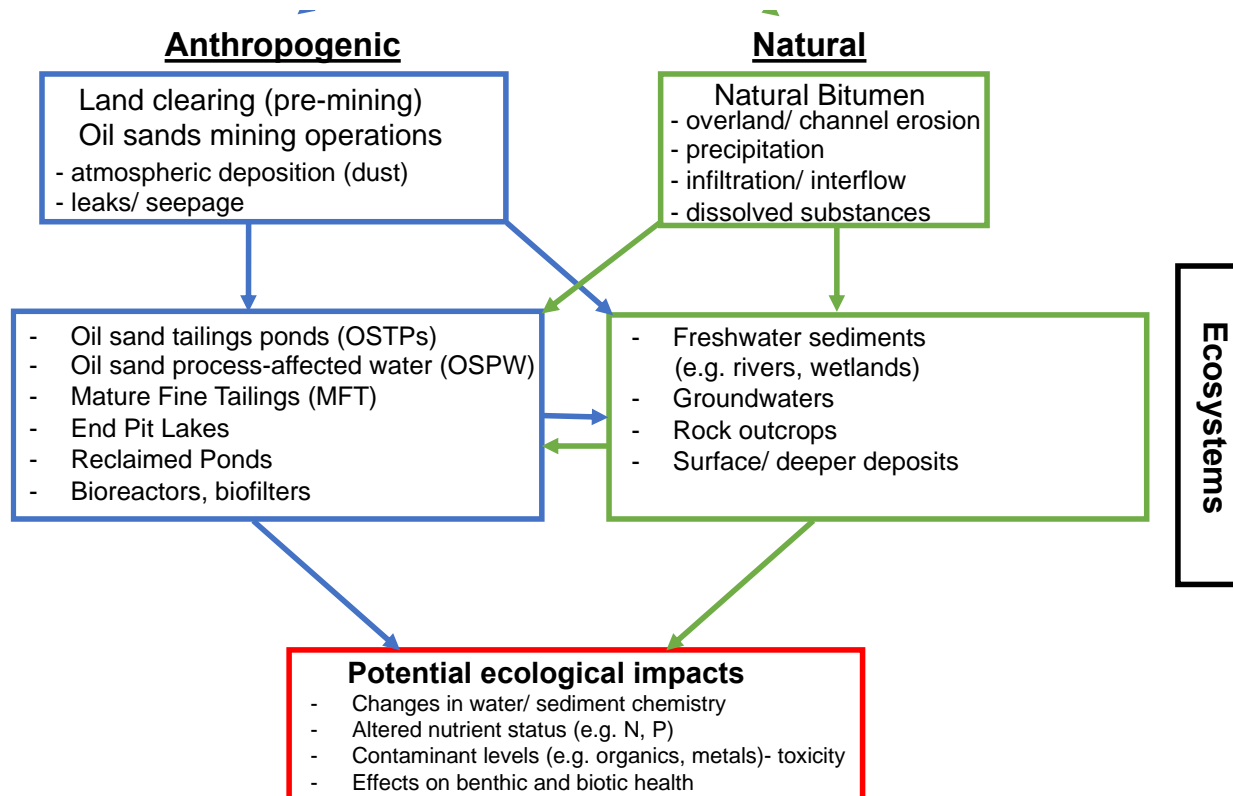 Anthropogenic
Natural
Land clearing (pre-mining)
Oil sands mining operations
- atmospheric deposition (dust)
- leaks/ seepage
Natural Bitumen
- overland/ channel erosion
- precipitation
- infiltration/ interflow
- dissolved substances
- Oil sand tailings ponds (OSTPs)
- Oil sand process-affected water (OSPW)
- Mature Fine Tailings (MFT)
- End Pit Lakes
- Reclaimed Ponds
- Bioreactors, biofilters
- Freshwater sediments
(e.g. rivers, wetlands)
- Groundwaters
- Rock outcrops
- Surface/ deeper deposits
Ecosystems
Potential ecological impacts
- Changes in water/ sediment chemistry
- Altered nutrient status (e.g. N, P)
- Contaminant levels (e.g. organics, metals)- toxicity
- Effects on benthic and biotic health